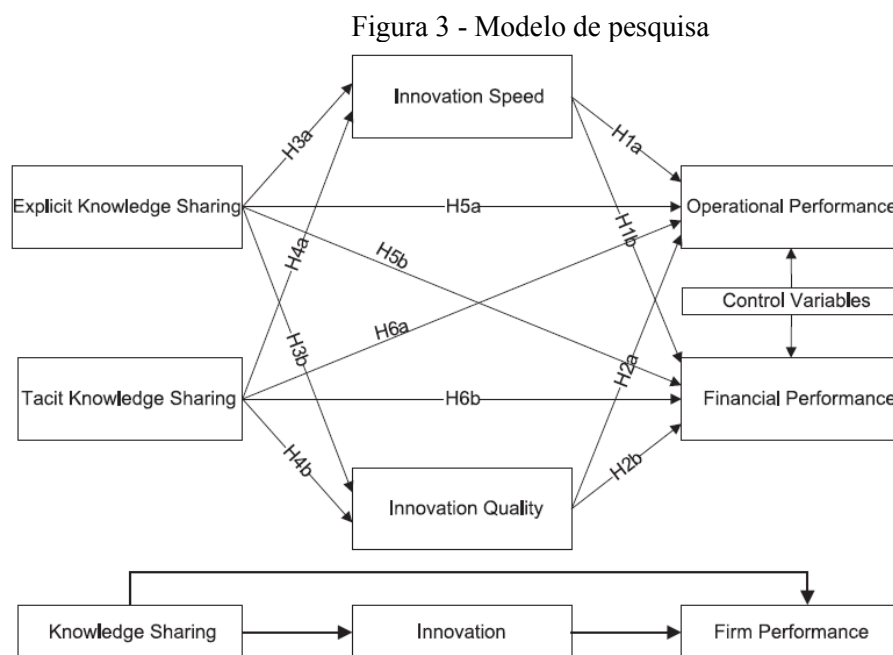 Figura 3 - Modelo de pesquisa
Innovation Speed
H3a
H1a
Explicit Knowledge Sharing
H5a
Operational Performance
H4a
H1b
H5b
Control Variables
H6a
H3b
H2a
Tacit Knowledge Sharing
H6b
Financial Performance
H4b
H2b
Innovation Quality
Knowledge Sharing
Innovation
Firm Performance